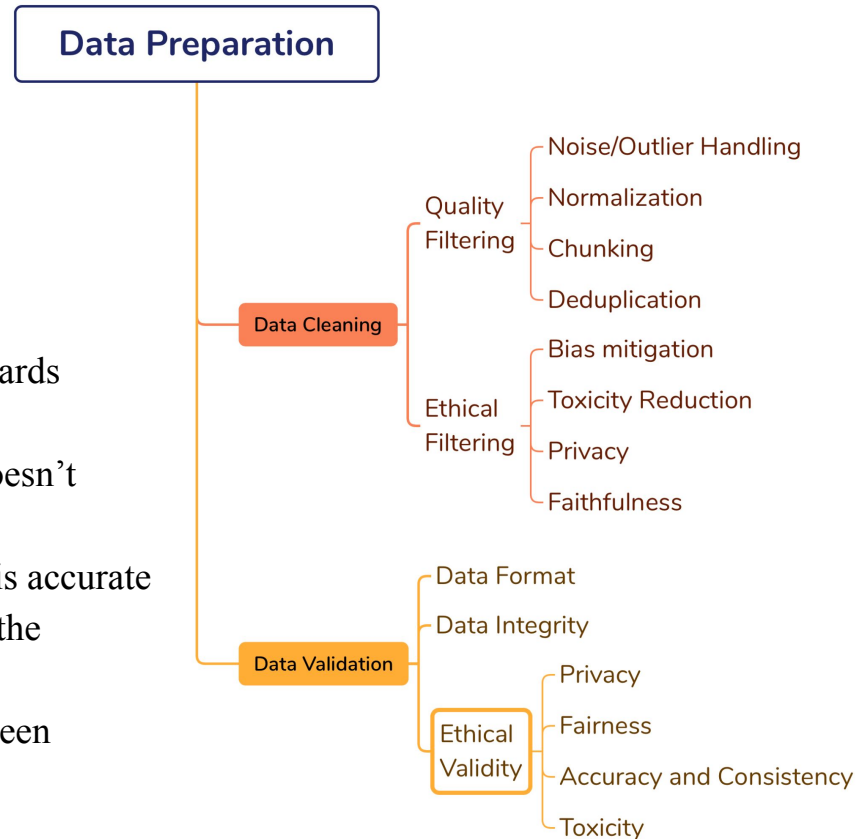 Data Preparation
ards
oesn’t
is accurate
the
een
Data Cleaning
Quality
Filtering
Noise/Outlier Handling
Normalization
Chunking
Deduplication
Ethical
Filtering
Bias mitigation
Toxicity Reduction
Privacy
Faithfulness
Data Validation
Data Format
Data Integrity
Ethical
Validity
Privacy
Fairness
Accuracy and Consistency
Toxicity